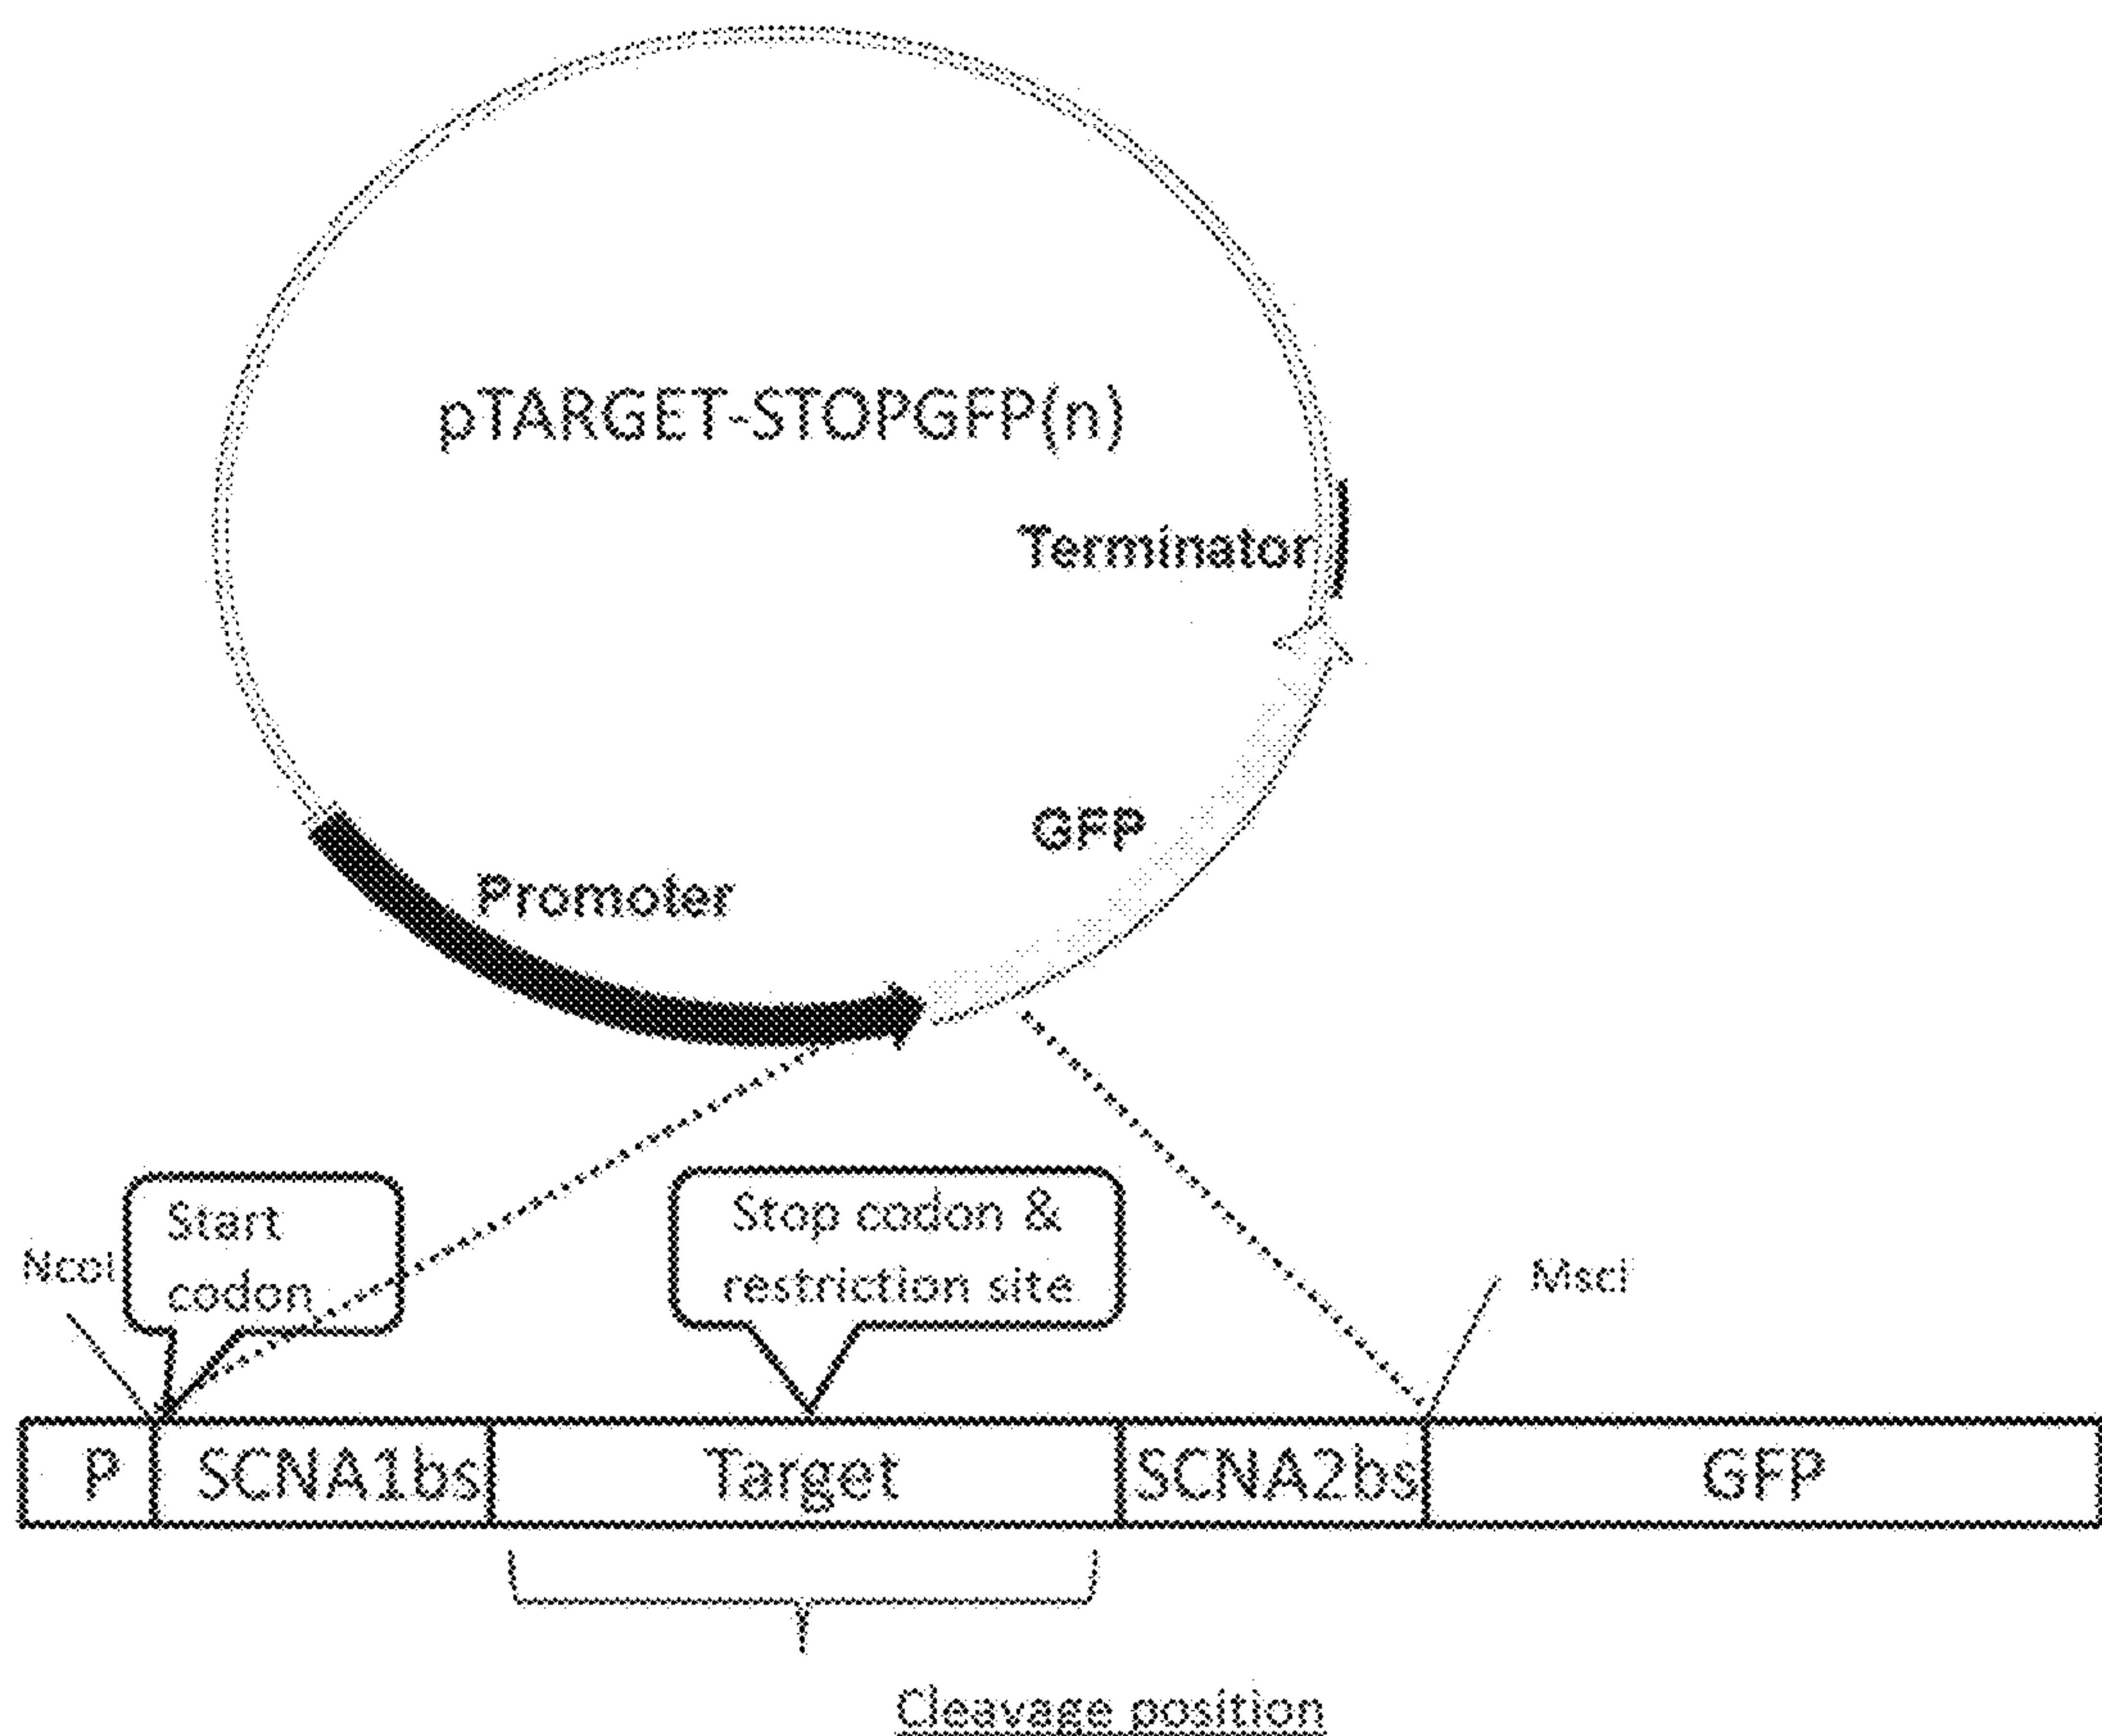 pTARGET-STOPGFP(n)
Terminator
GFP
Promoter
Start
codon
Stop codon &
restriction site
NcoI
MscI
P
SCNA1bs
Target
SCNA2bs
GFP
Cleavage position